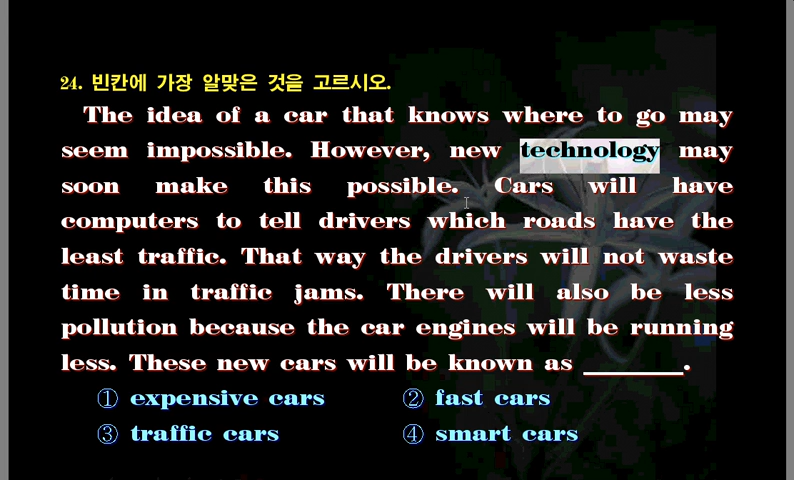 24. 빈칸에 가장 알맞은 것을 고르시오.
The idea of a car that knows where to go may
seem impossible. However, new technology may
soon make this possible. Cars will have
computers to tell drivers which roads have the
least traffic. That way the drivers will not waste
time in traffic jams. There will also be less
pollution because the car engines will be running
less. These new cars will be known as ________.
① expensive cars ② fast cars
③ traffic cars ④ smart cars